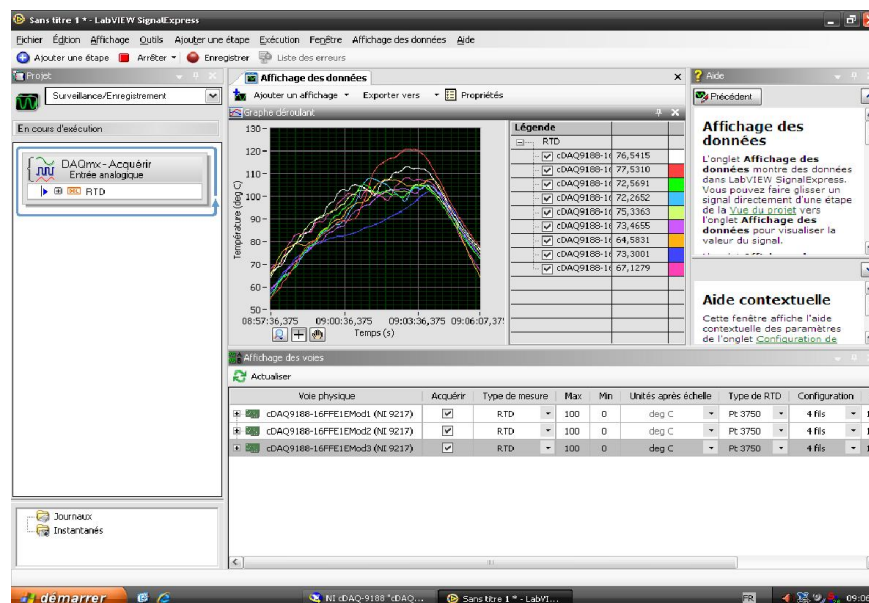 Sans titre 1 * - LabVIEW SignalExpress
Fichier Édition Affichage Outils Ajouter une étape Exécution Fenêtre Affichage des données Aide
Ajouter une étape Arrêter Enregistrer Liste des erreurs
Projet
Surveillance/Enregistrement
En cours d'exécution
DAQmx - Acquérir
Entrée analogique
RTD
Journaux
Instantanés
Affichage des données
Ajouter un affichage Exporter vers Propriétés
Graphe déroulant
Température (deg C)
130
120
110
100
90
80
70
60
50
08:57:36,375 09:00:36,375 09:03:36,375 09:06:07,37
Temps (s)
Légende
RTD
cDAQ9188-16 76,5415
cDAQ9188-16 77,5310
cDAQ9188-16 72,5691
cDAQ9188-16 72,2652
cDAQ9188-16 75,3363
cDAQ9188-16 73,4655
cDAQ9188-16 64,5831
cDAQ9188-16 73,3001
cDAQ9188-16 67,1279
Aide
Précédent
Affichage des
données
L'onglet Affichage des
données montre des données
dans LabVIEW SignalExpress.
Vous pouvez faire glisser un
signal directement d'une étape
de la Vue du projet vers
l'onglet Affichage des
données pour visualiser la
valeur du signal.
Aide contextuelle
Cette fenêtre affiche l'aide
contextuelle des paramètres
de l'onglet Configuration de
Affichage des voies
Actualiser
Voie physique Acquérir Type de mesure Max Min Unités après échelle Type de RTD Configuration
cDAQ9188-16FFE1EMod1 (NI 9217) RTD 100 0 deg C Pt 3750 4 fils 1
cDAQ9188-16FFE1EMod2 (NI 9217) RTD 100 0 deg C Pt 3750 4 fils 1
cDAQ9188-16FFE1EMod3 (NI 9217) RTD 100 0 deg C Pt 3750 4 fils 1
démarrer NI cDAQ-9188 "cDAQ... Sans titre 1 * - LabVI... FR 09:06